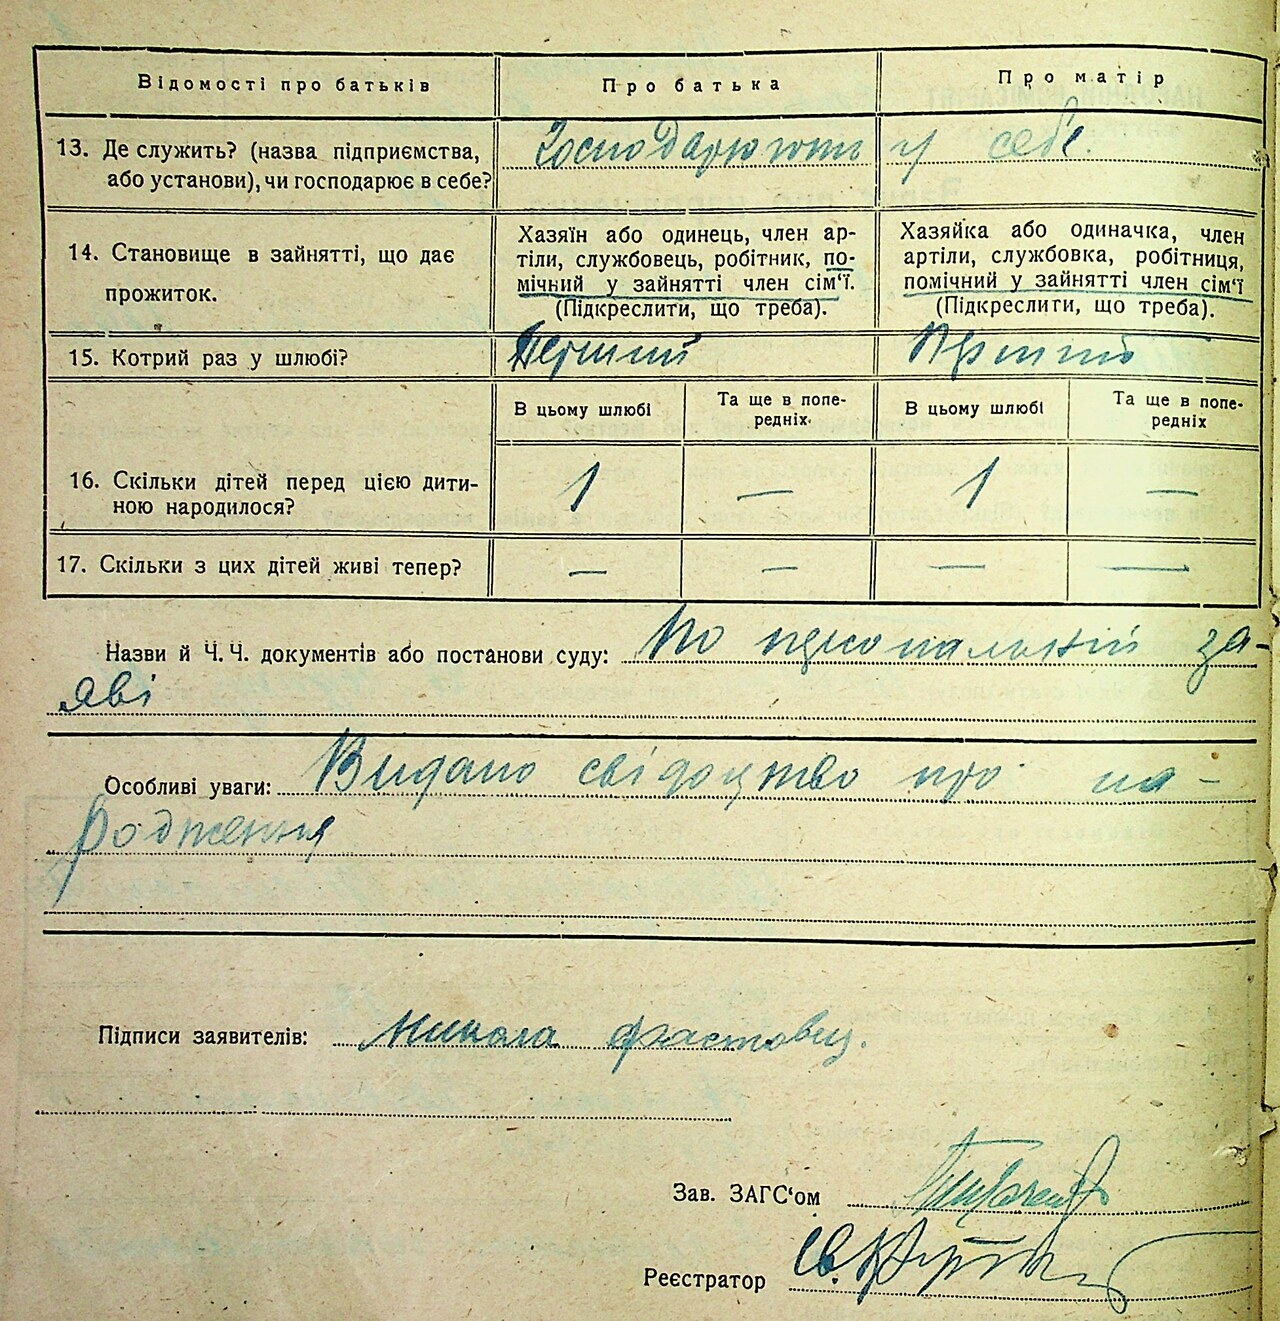 Відомості про батьків
Про батька
Про матір
13. Де служить? (назва підприємства,
або установи), чи господарює в себе?
Господарюють у себе.
14. Становище в зайнятті, що дає
прожиток.
Хазяїн або одинець, член ар-
тіли, службовець, робітник, по-
мічний у зайнятті член сім‘ї.
(Підкреслити, що треба).
Хазяйка або одиначка, член
артіли, службовка, робітниця,
помічний у зайнятті член сім‘ї
(Підкреслити, що треба).
15. Котрий раз у шлюбі?
Перший
Перший
В цьому шлюбі
Та ще в попе-
редніх.
В цьому шлюбі
Та ще в попе-
редніх
16. Скільки дітей перед цією дити-
ною народилося?
1
—
1
—
17. Скільки з цих дітей живі тепер?
—
—
—
—
Назви й Ч. Ч. документів або постанови суду: По персональній за-
яві
Особливі уваги: Видано свідоцтво про на-
родження
Підписи заявителів: Микола Фастовец.
Зав. ЗАГС‘ом
Реєстратор